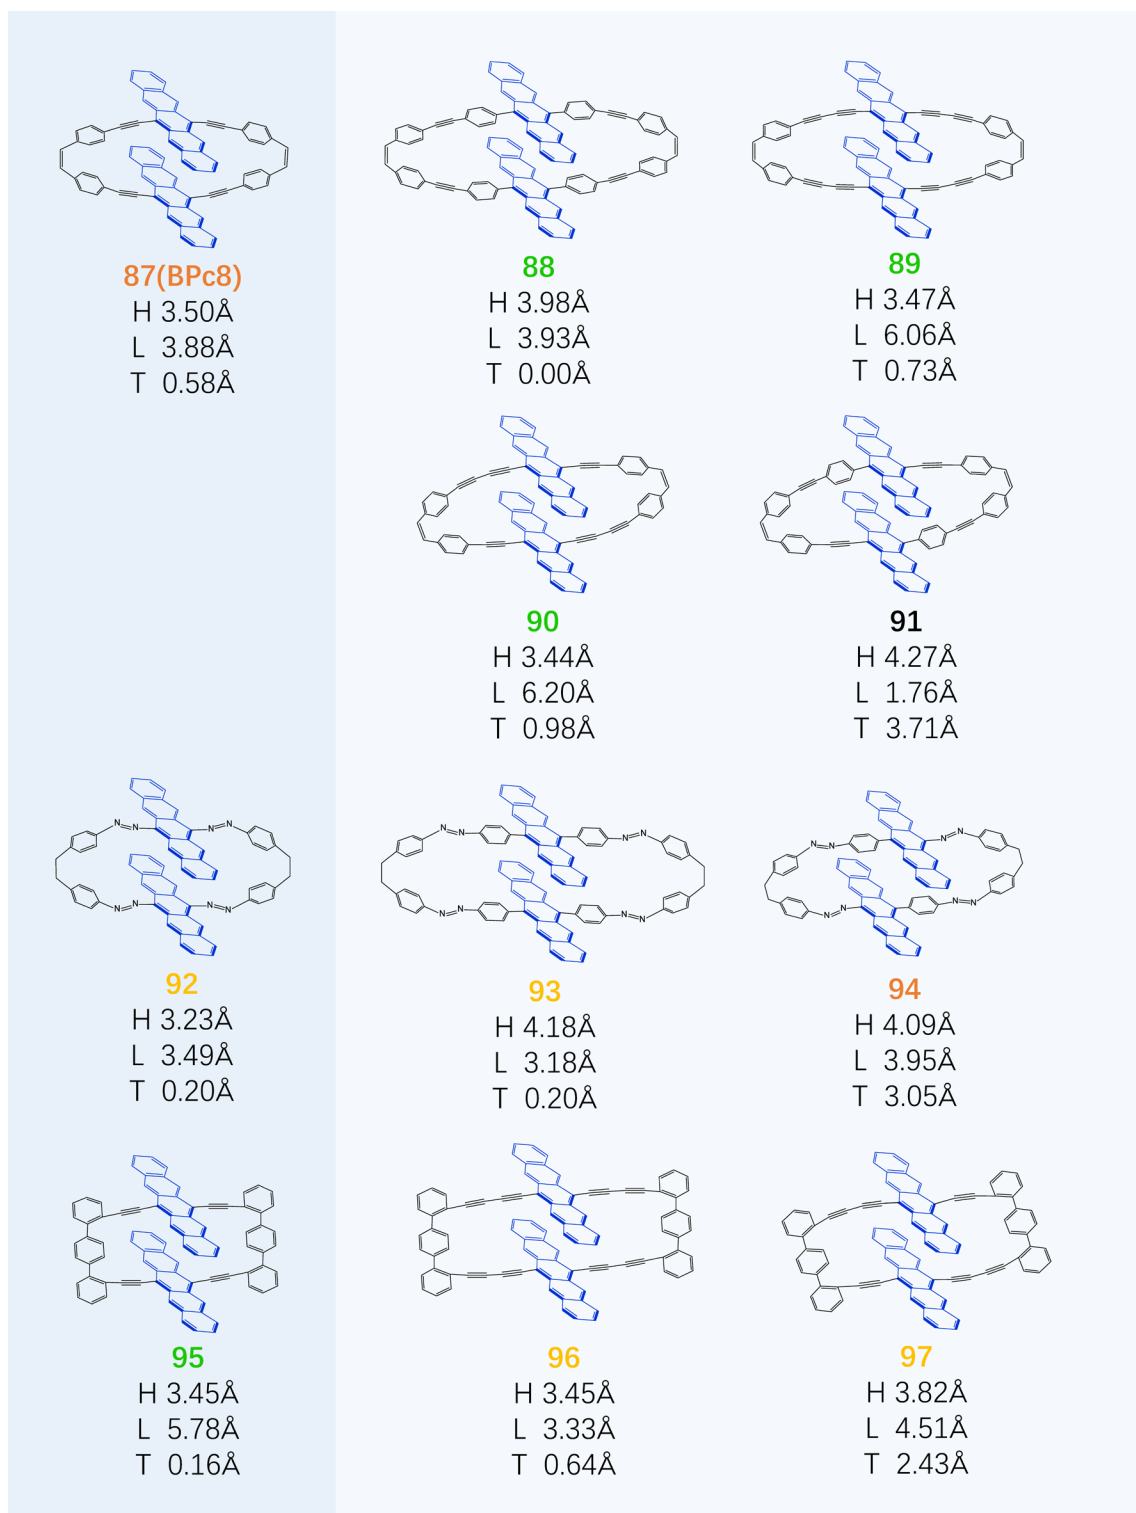 87(BPc8)
H 3.50Å
L 3.88Å
T 0.58Å
88
H 3.98Å
L 3.93Å
T 0.00Å
89
H 3.47Å
L 6.06Å
T 0.73Å
90
H 3.44Å
L 6.20Å
T 0.98Å
91
H 4.27Å
L 1.76Å
T 3.71Å
N=N N=N
N=N N=N
92
H 3.23Å
L 3.49Å
T 0.20Å
N=N N=N
N=N N=N
93
H 4.18Å
L 3.18Å
T 0.20Å
N=N N=N
N=N N=N
94
H 4.09Å
L 3.95Å
T 3.05Å
95
H 3.45Å
L 5.78Å
T 0.16Å
96
H 3.45Å
L 3.33Å
T 0.64Å
97
H 3.82Å
L 4.51Å
T 2.43Å